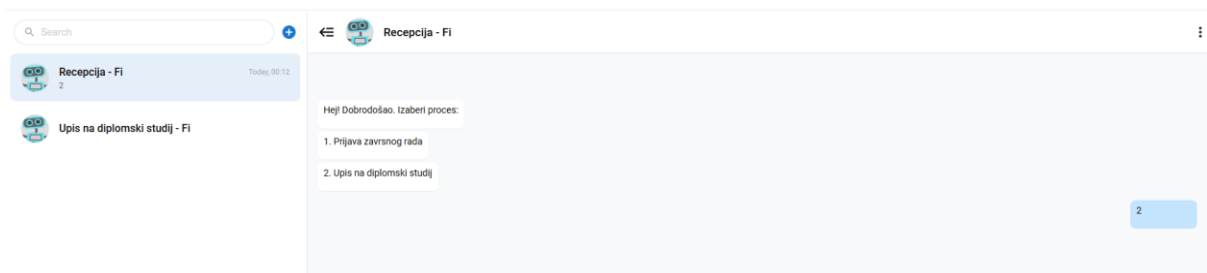 Search
Recepcija - Fi
Today, 00:12
2
Upis na diplomski studij - Fi
Recepcija - Fi
Hej! Dobrodošao. Izaberi proces:
1. Prijava zavrsnog rada
2. Upis na diplomski studij
2